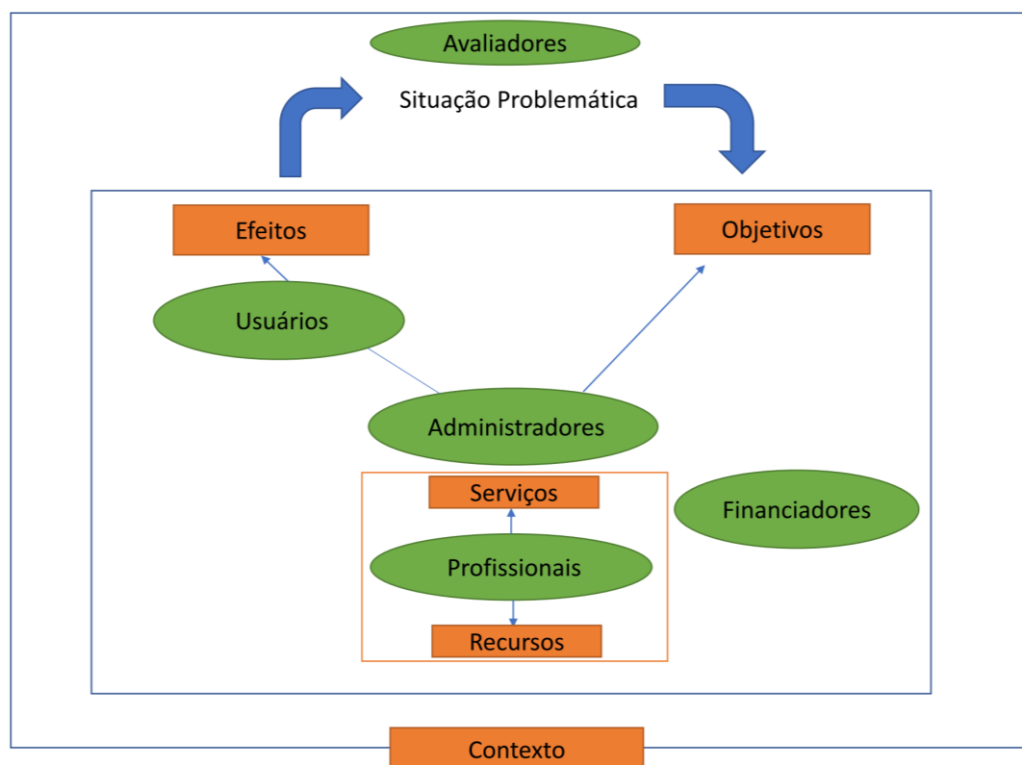 Avaliadores
Situação Problemática
Efeitos
Objetivos
Usuários
Administradores
Serviços
Financiadores
Profissionais
Recursos
Contexto